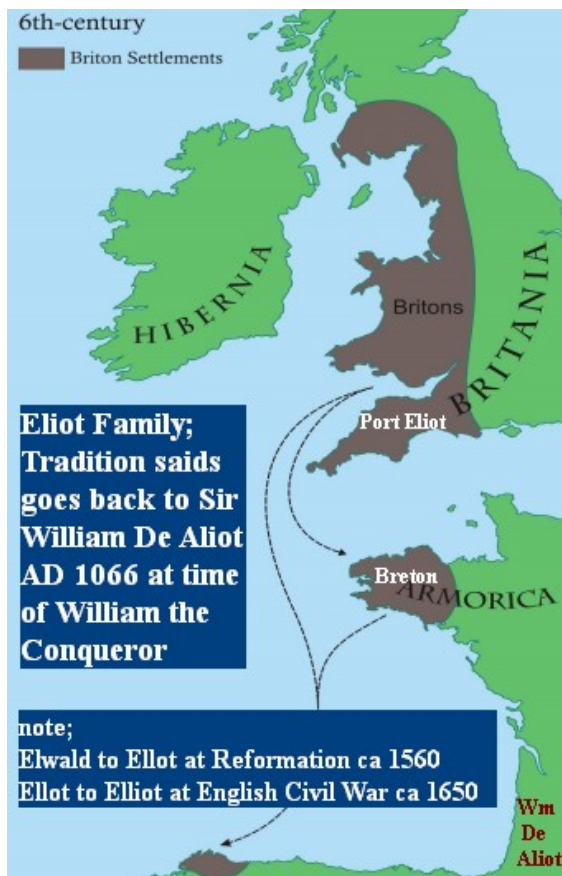 6th-century
Briton Settlements
HIBERNIA
Britons
BRITANIA
Port Eliot
Eliot Family;
Tradition saids
goes back to Sir
William De Aliot
AD 1066 at time
of William the
Conqueror
Breton
ARMORICA
note;
Elwald to Ellot at Reformation ca 1560
Ellot to Elliot at English Civil War ca 1650
Wm
De
Aliot